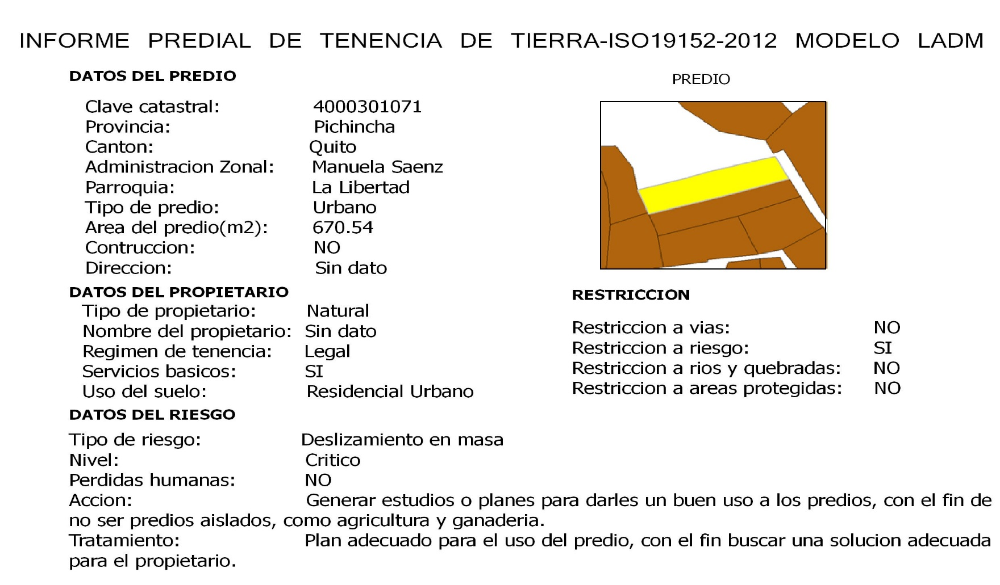 INFORME PREDIAL DE TENENCIA DE TIERRA-ISO19152-2012 MODELO LADM
DATOS DEL PREDIO
Clave catastral: 4000301071
Provincia: Pichincha
Canton: Quito
Administracion Zonal: Manuela Saenz
Parroquia: La Libertad
Tipo de predio: Urbano
Area del predio(m2): 670.54
Contruccion: NO
Direccion: Sin dato
PREDIO
DATOS DEL PROPIETARIO
Tipo de propietario: Natural
Nombre del propietario: Sin dato
Regimen de tenencia: Legal
Servicios basicos: SI
Uso del suelo: Residencial Urbano
RESTRICCION
Restriccion a vias: NO
Restriccion a riesgo: SI
Restriccion a rios y quebradas: NO
Restriccion a areas protegidas: NO
DATOS DEL RIESGO
Tipo de riesgo: Deslizamiento en masa
Nivel: Critico
Perdidas humanas: NO
Accion: Generar estudios o planes para darles un buen uso a los predios, con el fin de
no ser predios aislados, como agricultura y ganaderia.
Tratamiento: Plan adecuado para el uso del predio, con el fin buscar una solucion adecuada
para el propietario.